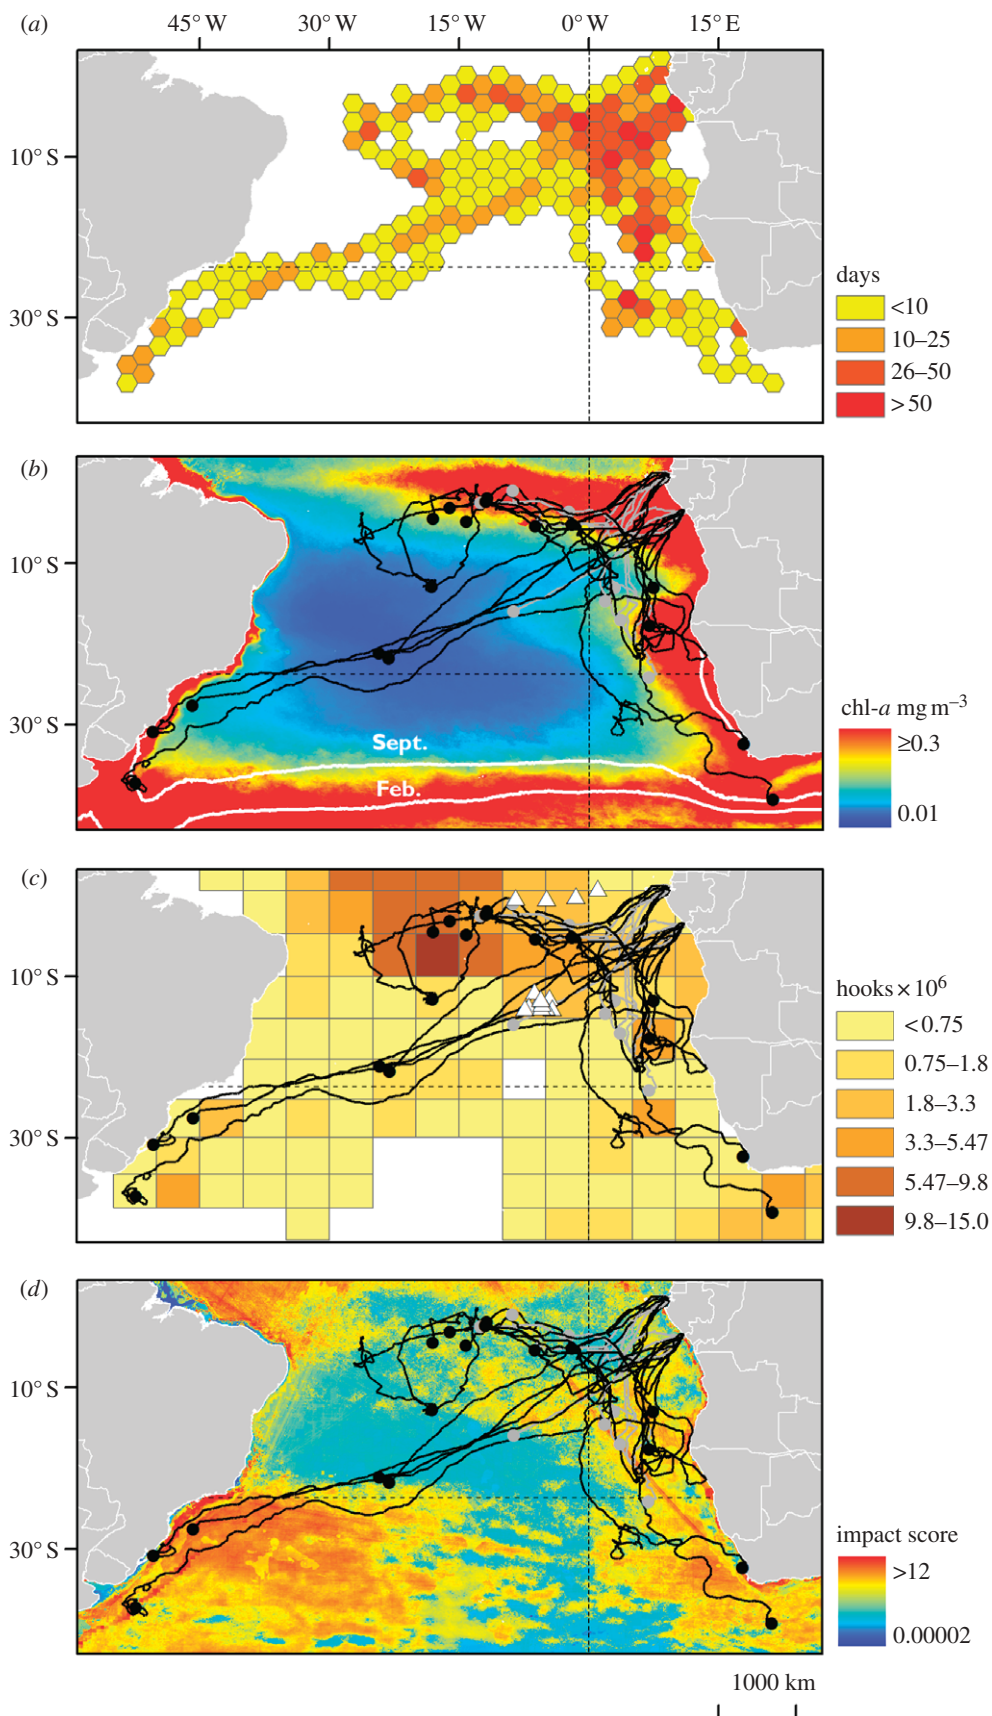 (a) 45° W 30° W 15° W 0° W 15° E
10° S
30° S
days
<10
10–25
26–50
>50
(b)
10° S
30° S
Sept.
Feb.
chl-a mg m⁻³
≥0.3
0.01
(c)
10° S
30° S
hooks × 10⁶
<0.75
0.75–1.8
1.8–3.3
3.3–5.47
5.47–9.8
9.8–15.0
(d)
10° S
30° S
impact score
>12
0.00002
1000 km